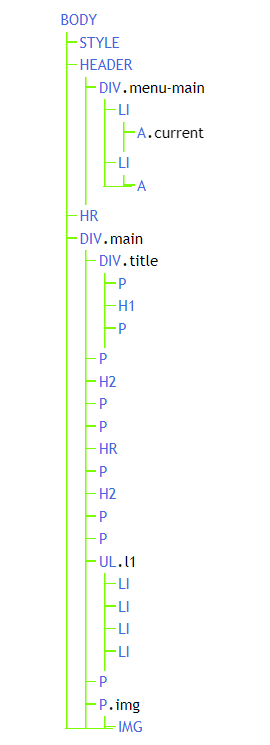 BODY
STYLE
HEADER
DIV.menu-main
LI
A.current
LI
A
HR
DIV.main
DIV.title
P
H1
P
P
H2
P
P
HR
P
H2
P
P
UL.l1
LI
LI
LI
LI
P
P.img
IMG